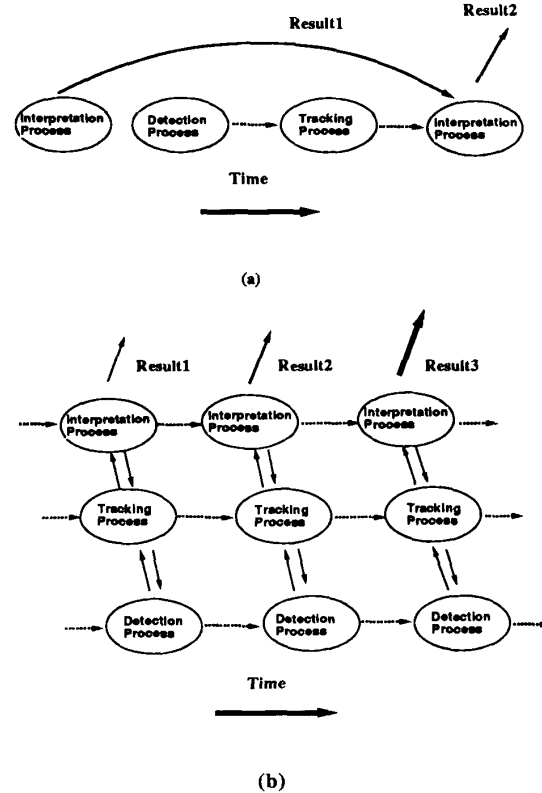 Result2
Result1
Interpretation
Process
Detection
Process
Tracking
Process
Interpretation
Process
Time
(a)
Result1
Result2
Result3
Interpretation
Process
Interpretation
Process
Interpretation
Process
Tracking
Process
Tracking
Process
Tracking
Process
Detection
Process
Detection
Process
Detection
Process
Time
(b)